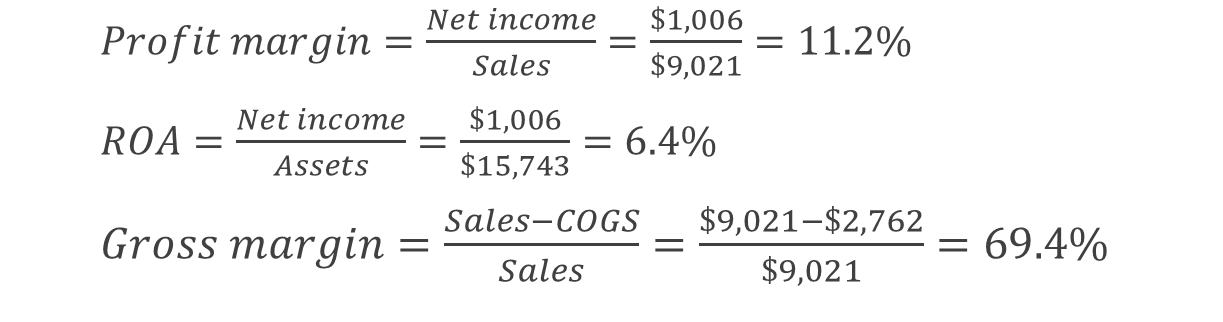 Profit margin = Net income / Sales = $1,006 / $9,021 = 11.2%
ROA = Net income / Assets = $1,006 / $15,743 = 6.4%
Gross margin = Sales−COGS / Sales = $9,021−$2,762 / $9,021 = 69.4%